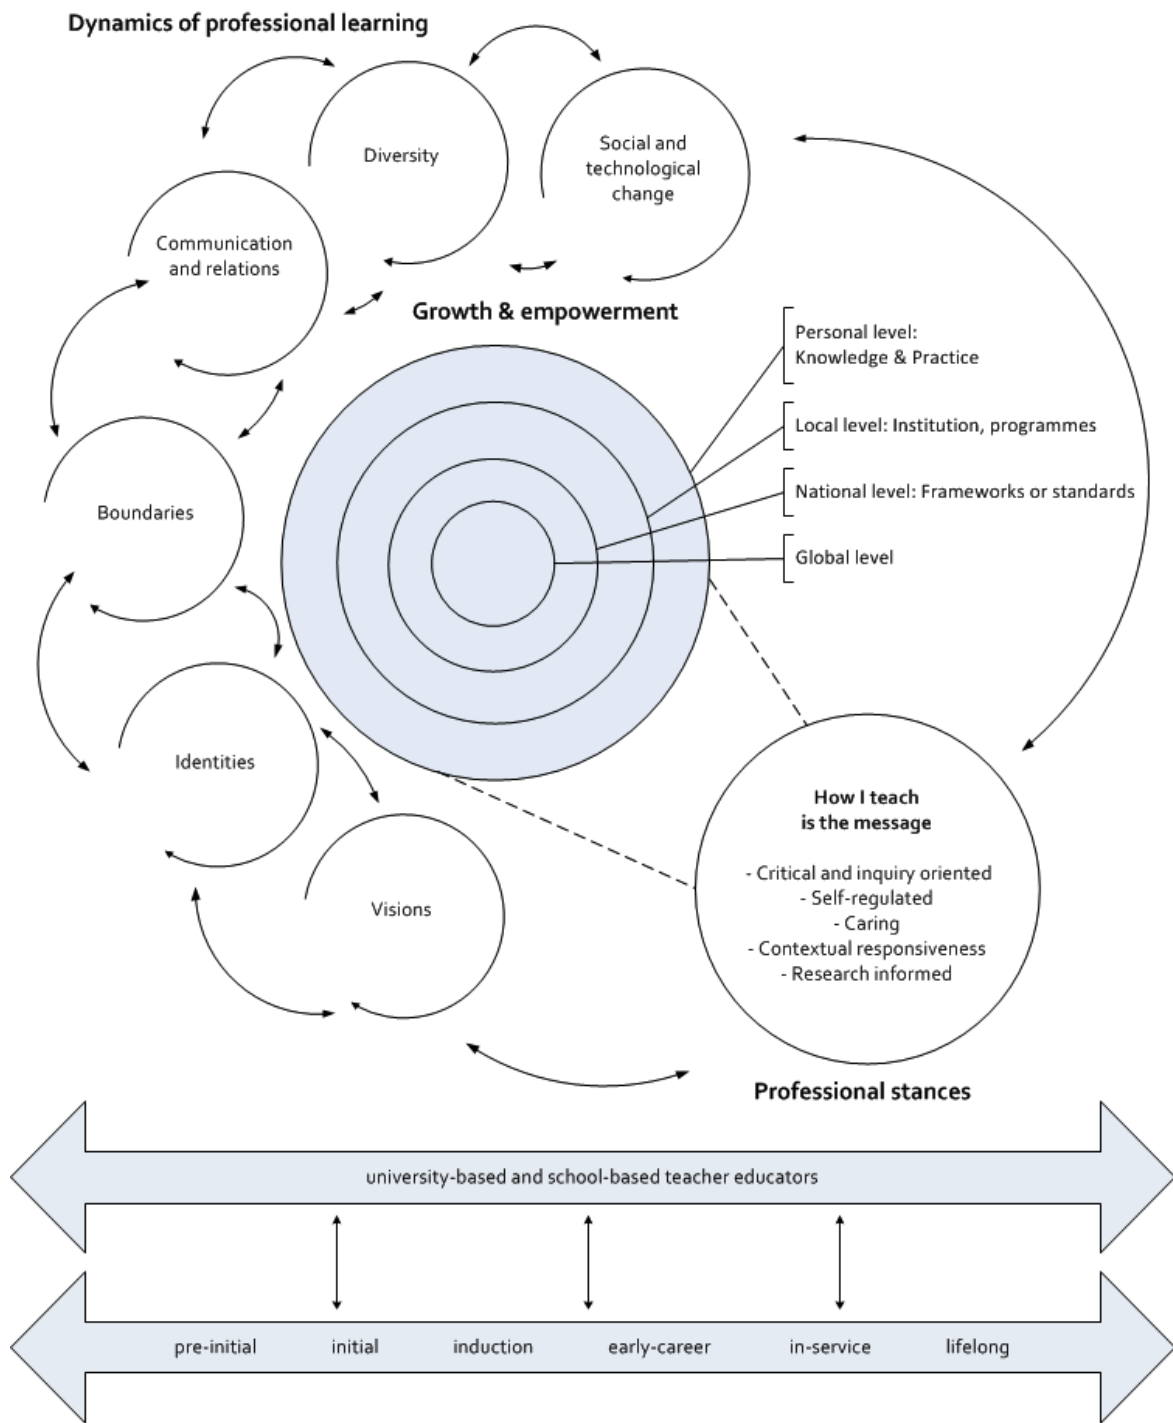 Dynamics of professional learning
Diversity
Social and
technological
change
Communication
and relations
Growth & empowerment
Personal level:
Knowledge & Practice
Local level: Institution, programmes
National level: Frameworks or standards
Global level
Boundaries
Identities
Visions
How I teach
is the message
- Critical and inquiry oriented
- Self-regulated
- Caring
- Contextual responsiveness
- Research informed
Professional stances
university-based and school-based teacher educators
pre-initial initial induction early-career in-service lifelong